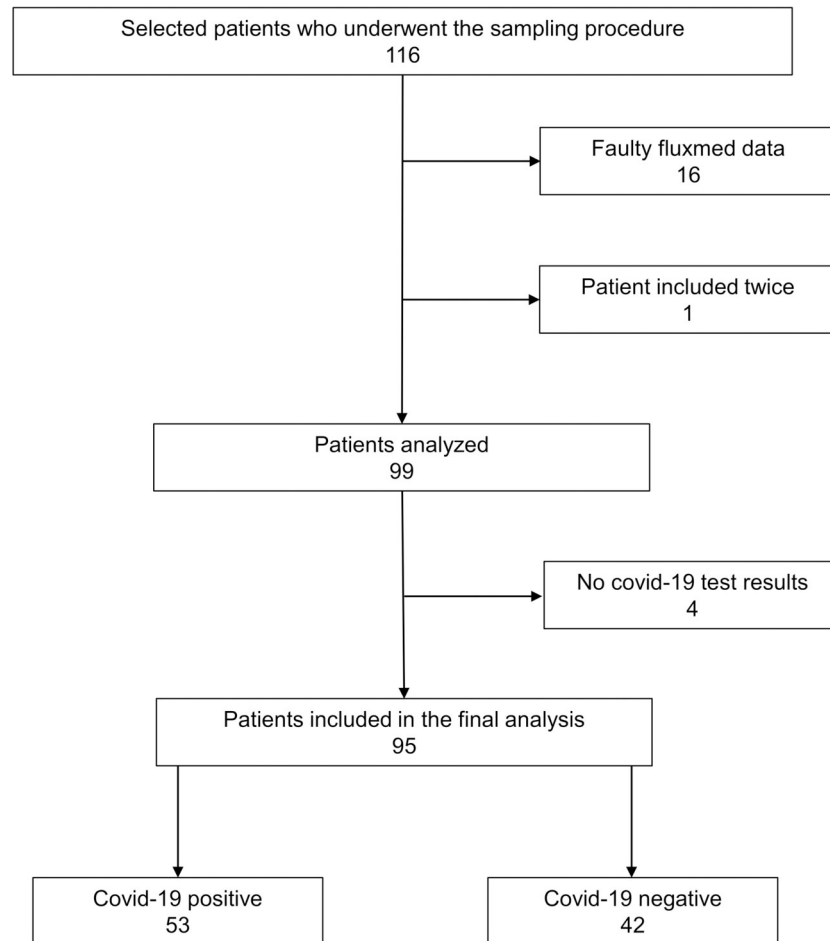 Selected patients who underwent the sampling procedure
116
Faulty fluxmed data
16
Patient included twice
1
Patients analyzed
99
No covid-19 test results
4
Patients included in the final analysis
95
Covid-19 positive
53
Covid-19 negative
42